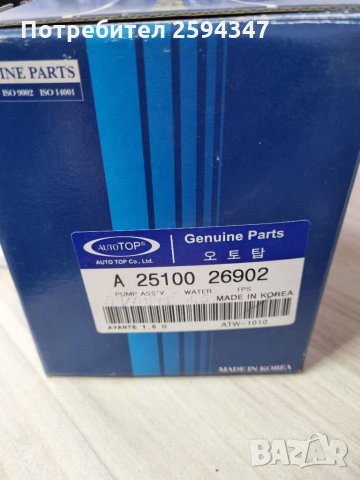 Потребител 2594347
INE PARTS
ISO 9002 ISO 14001
AUTOTOP®
AUTO TOP Co., Ltd.
Genuine Parts
오토탑
A 25100 26902
PUMP ASS'Y WATER 1PS
MADE IN KOREA
AVANTE 1.5
ATW-1010
MADE IN KOREA
BAZAR